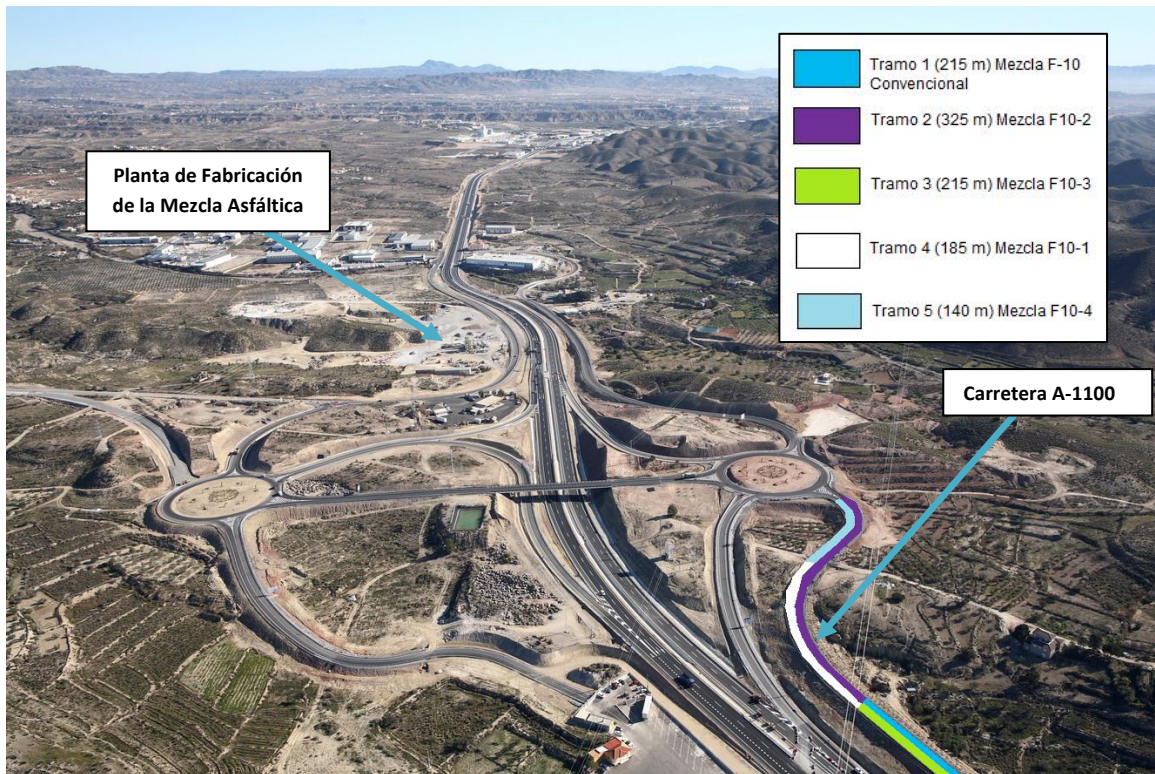 Tramo 1 (215 m) Mezcla F-10
Convencional
Tramo 2 (325 m) Mezcla F10-2
Planta de Fabricación
de la Mezcla Asfáltica
Tramo 3 (215 m) Mezcla F10-3
Tramo 4 (185 m) Mezcla F10-1
Tramo 5 (140 m) Mezcla F10-4
Carretera A-1100